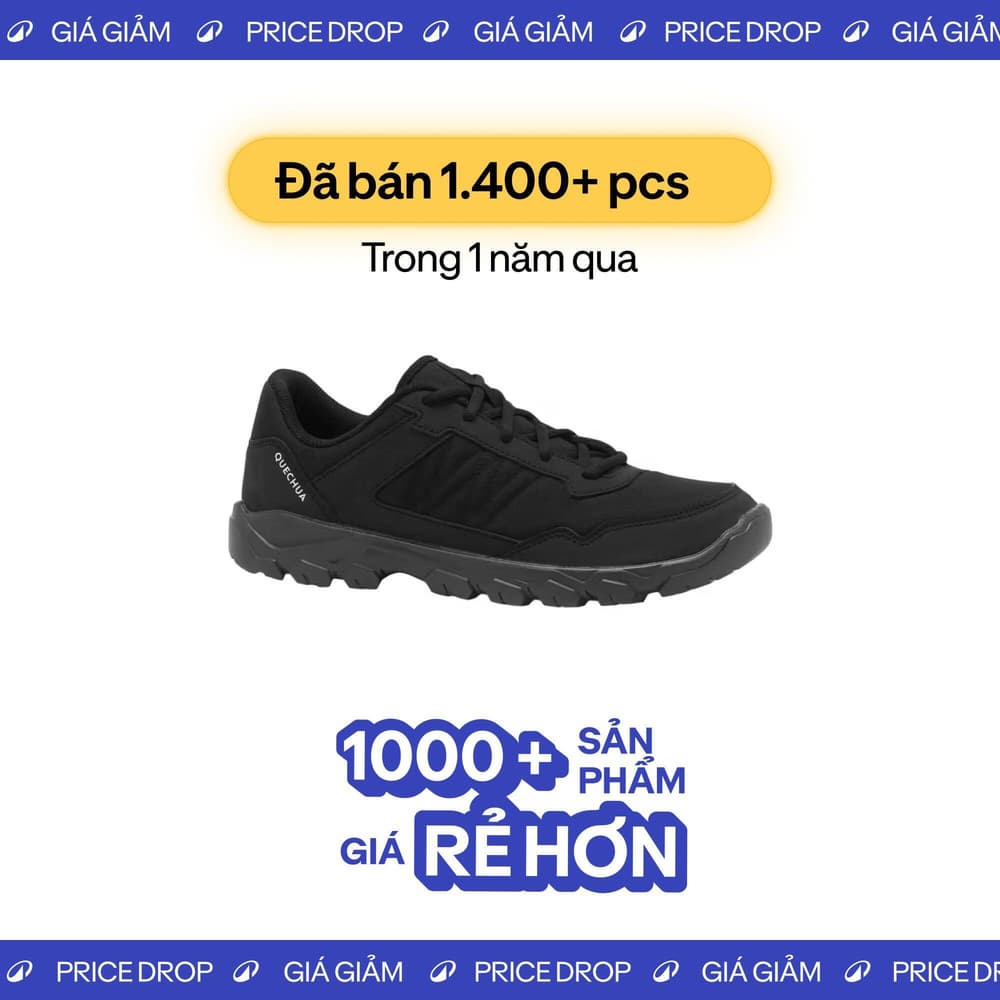 GIÁ GIẢM PRICE DROP GIÁ GIẢM PRICE DROP GIÁ GIẢM
Đã bán 1.400+ pcs
Trong 1 năm qua
QUECHUA
1000+ SẢN PHẨM
GIÁ RẺ HƠN
PRICE DROP GIÁ GIẢM PRICE DROP GIÁ GIẢM PRICE D